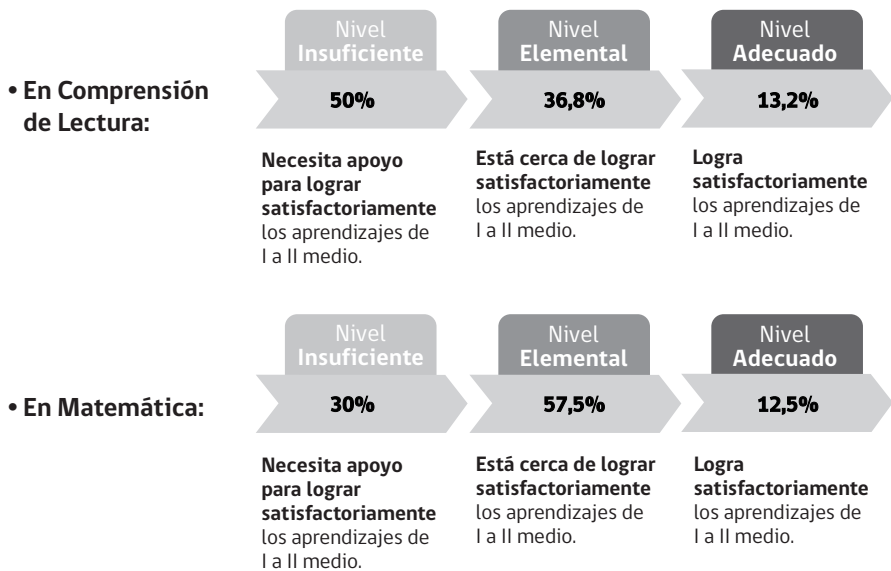 Nivel
Insuficiente
Nivel
Elemental
Nivel
Adecuado
• En Comprensión
de Lectura:
50%
36,8%
13,2%
Necesita apoyo
para lograr
satisfactoriamente
los aprendizajes de
I a II medio.
Está cerca de lograr
satisfactoriamente
los aprendizajes de
I a II medio.
Logra
satisfactoriamente
los aprendizajes de
I a II medio.
Nivel
Insuficiente
Nivel
Elemental
Nivel
Adecuado
• En Matemática:
30%
57,5%
12,5%
Necesita apoyo
para lograr
satisfactoriamente
los aprendizajes de
I a II medio.
Está cerca de lograr
satisfactoriamente
los aprendizajes de
I a II medio.
Logra
satisfactoriamente
los aprendizajes de
I a II medio.